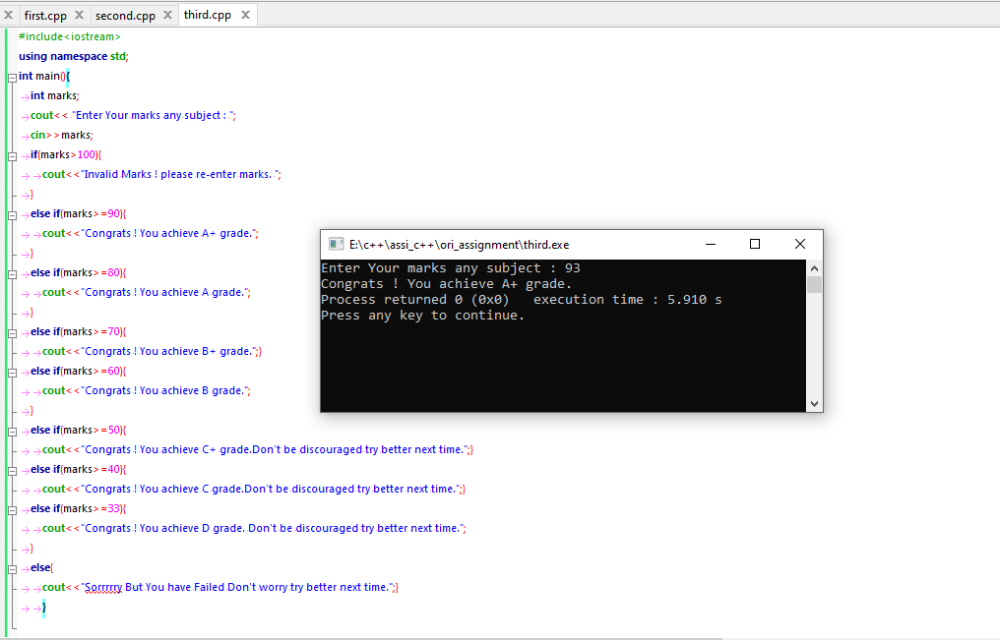 first.cpp second.cpp third.cpp
#include<iostream>
using namespace std;
int main(){
int marks;
cout<< "Enter Your marks any subject : ";
cin>>marks;
if(marks>100){
cout<<"Invalid Marks ! please re-enter marks. ";
}
else if(marks>=90){
cout<<"Congrats ! You achieve A+ grade.";
}
else if(marks>=80){
cout<<"Congrats ! You achieve A grade.";
}
else if(marks>=70){
cout<<"Congrats ! You achieve B+ grade.";}
else if(marks>=60){
cout<<"Congrats ! You achieve B grade.";
}
else if(marks>=50){
cout<<"Congrats ! You achieve C+ grade.Don't be discouraged try better next time.";}
else if(marks>=40){
cout<<"Congrats ! You achieve C grade.Don't be discouraged try better next time.";}
else if(marks>=33){
cout<<"Congrats ! You achieve D grade. Don't be discouraged try better next time.";
}
else{
cout<<"Sorrrrry But You have Failed Don't worry try better next time.";}
}
E:\c++\assi_c++\ori_assignment\third.exe
Enter Your marks any subject : 93
Congrats ! You achieve A+ grade.
Process returned 0 (0x0)   execution time : 5.910 s
Press any key to continue.